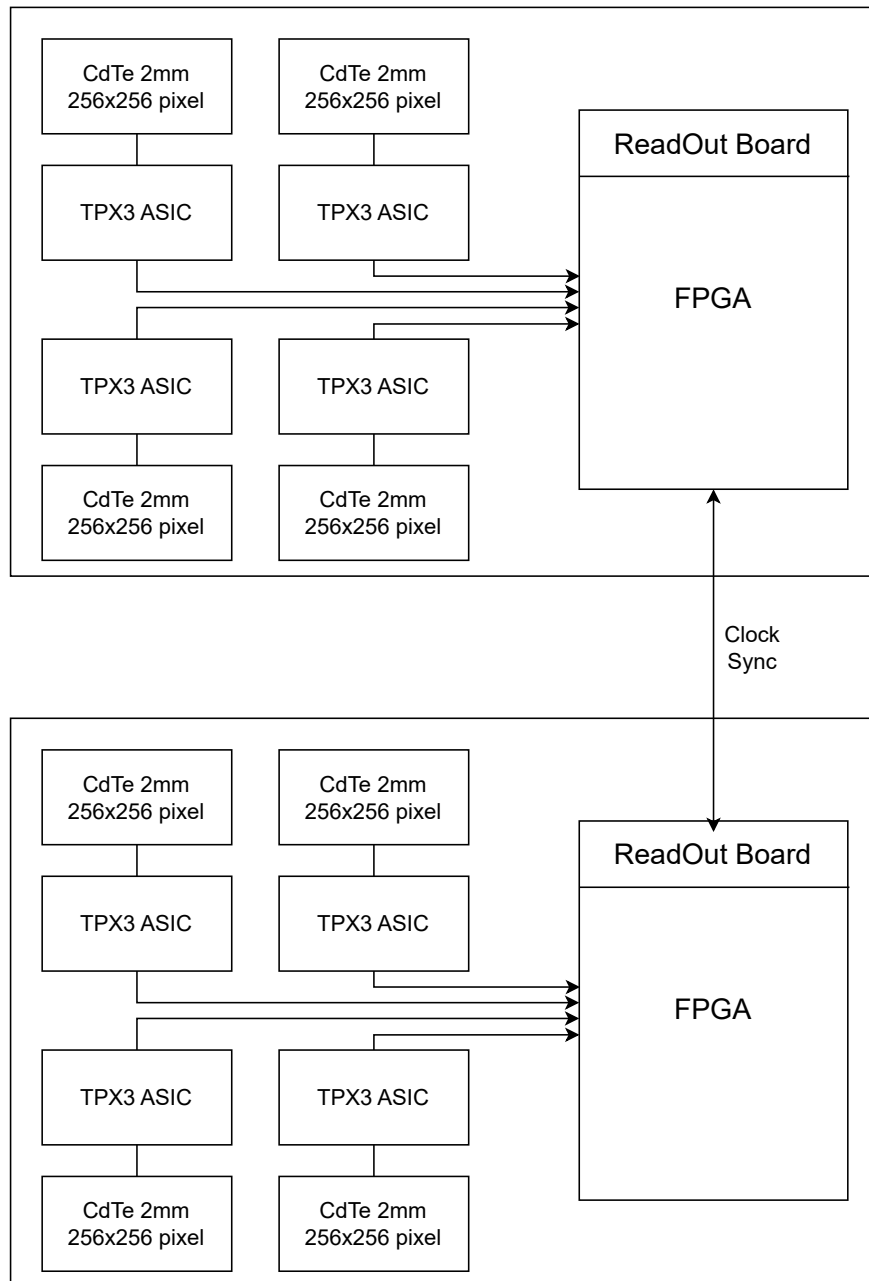 CdTe 2mm
256x256 pixel
CdTe 2mm
256x256 pixel
ReadOut Board
TPX3 ASIC
TPX3 ASIC
FPGA
TPX3 ASIC
TPX3 ASIC
CdTe 2mm
256x256 pixel
CdTe 2mm
256x256 pixel
Clock
Sync
CdTe 2mm
256x256 pixel
CdTe 2mm
256x256 pixel
ReadOut Board
TPX3 ASIC
TPX3 ASIC
FPGA
TPX3 ASIC
TPX3 ASIC
CdTe 2mm
256x256 pixel
CdTe 2mm
256x256 pixel